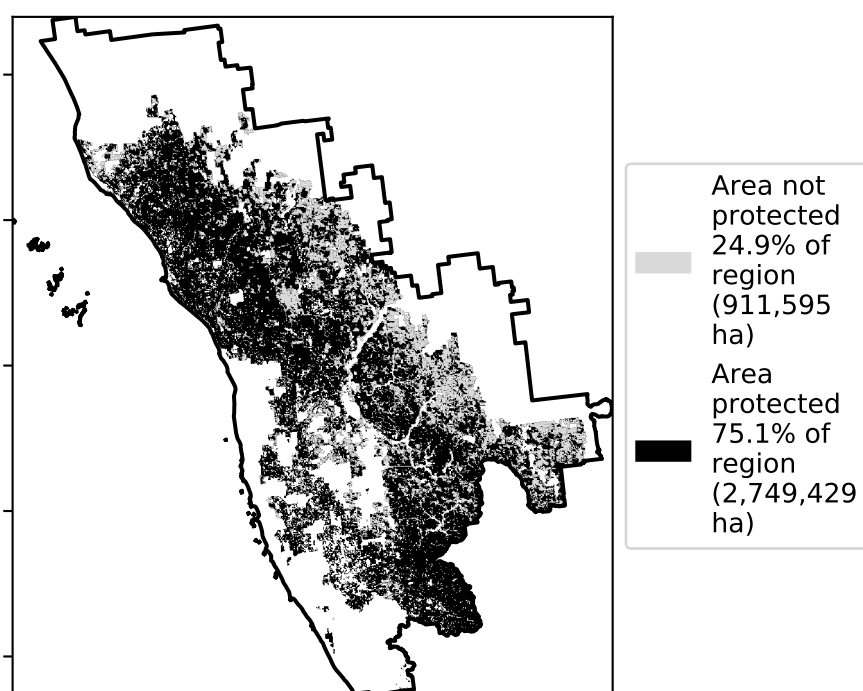 Area not
protected
24.9% of
region
(911,595
ha)
Area
protected
75.1% of
region
(2,749,429
ha)